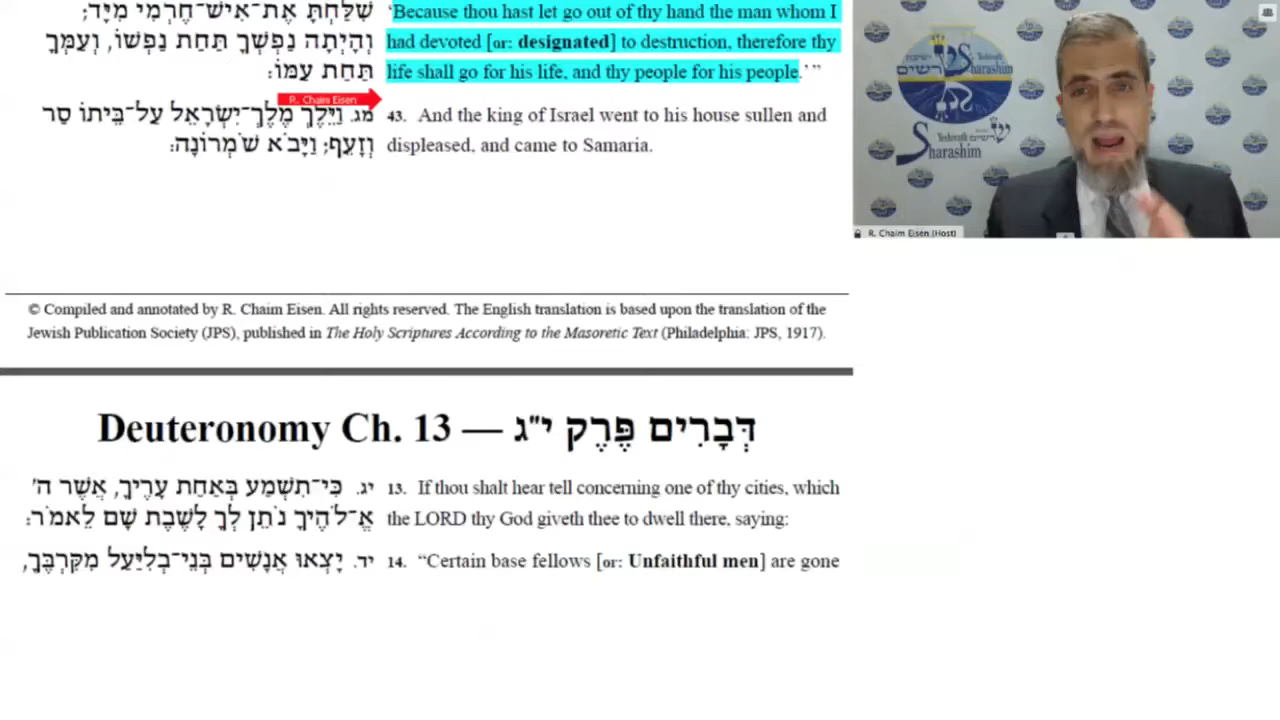 שִׁלַּחְתָּ אֶת־אִישׁ־חֶרְמִי מִיָּד;
וְהָיְתָה נַפְשְׁךָ תַּחַת נַפְשׁוֹ, וְעַמְּךָ
תַּחַת עַמּוֹ:
'Because thou hast let go out of thy hand the man whom I
had devoted [or: designated] to destruction, therefore thy
life shall go for his life, and thy people for his people.' ”
R. Chaim Eisen
מג. וַיֵּלֶךְ מֶלֶךְ־יִשְׂרָאֵל עַל־בֵּיתוֹ סַר
וְזָעֵף; וַיָּבֹא שֹׁמְרוֹנָה:
43. And the king of Israel went to his house sullen and
displeased, and came to Samaria.
© Compiled and annotated by R. Chaim Eisen. All rights reserved. The English translation is based upon the translation of the
Jewish Publication Society (JPS), published in The Holy Scriptures According to the Masoretic Text (Philadelphia: JPS, 1917).
Deuteronomy Ch. 13 — דְּבָרִים פֶּרֶק י"ג
יג. כִּי־תִשְׁמַע בְּאַחַת עָרֶיךָ, אֲשֶׁר ה'
אֱ־לֹהֶיךָ נֹתֵן לְךָ לָשֶׁבֶת שָׁם לֵאמֹר:
13. If thou shalt hear tell concerning one of thy cities, which
the LORD thy God giveth thee to dwell there, saying:
יד. יָצְאוּ אֲנָשִׁים בְּנֵי־בְלִיַּעַל מִקִּרְבֶּךָ,
14. “Certain base fellows [or: Unfaithful men] are gone
ישיבת
שרשים
Yeshivath
Sharashim
Yeshivath שרשים
Sharashim
R. Chaim Eisen (Host)